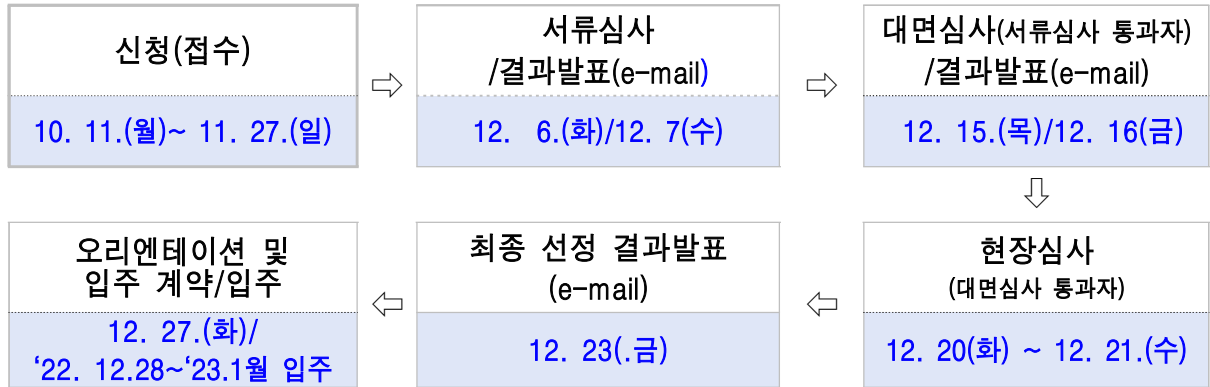 신청(접수)
10. 11.(월)~ 11. 27.(일)
서류심사
/결과발표(e-mail)
12. 6.(화)/12. 7(수)
대면심사(서류심사 통과자)
/결과발표(e-mail)
12. 15.(목)/12. 16(금)
현장심사
(대면심사 통과자)
12. 20(화) ~ 12. 21.(수)
최종 선정 결과발표
(e-mail)
12. 23(.금)
오리엔테이션 및
입주 계약/입주
12. 27.(화)/
‘22. 12.28~‘23.1월 입주